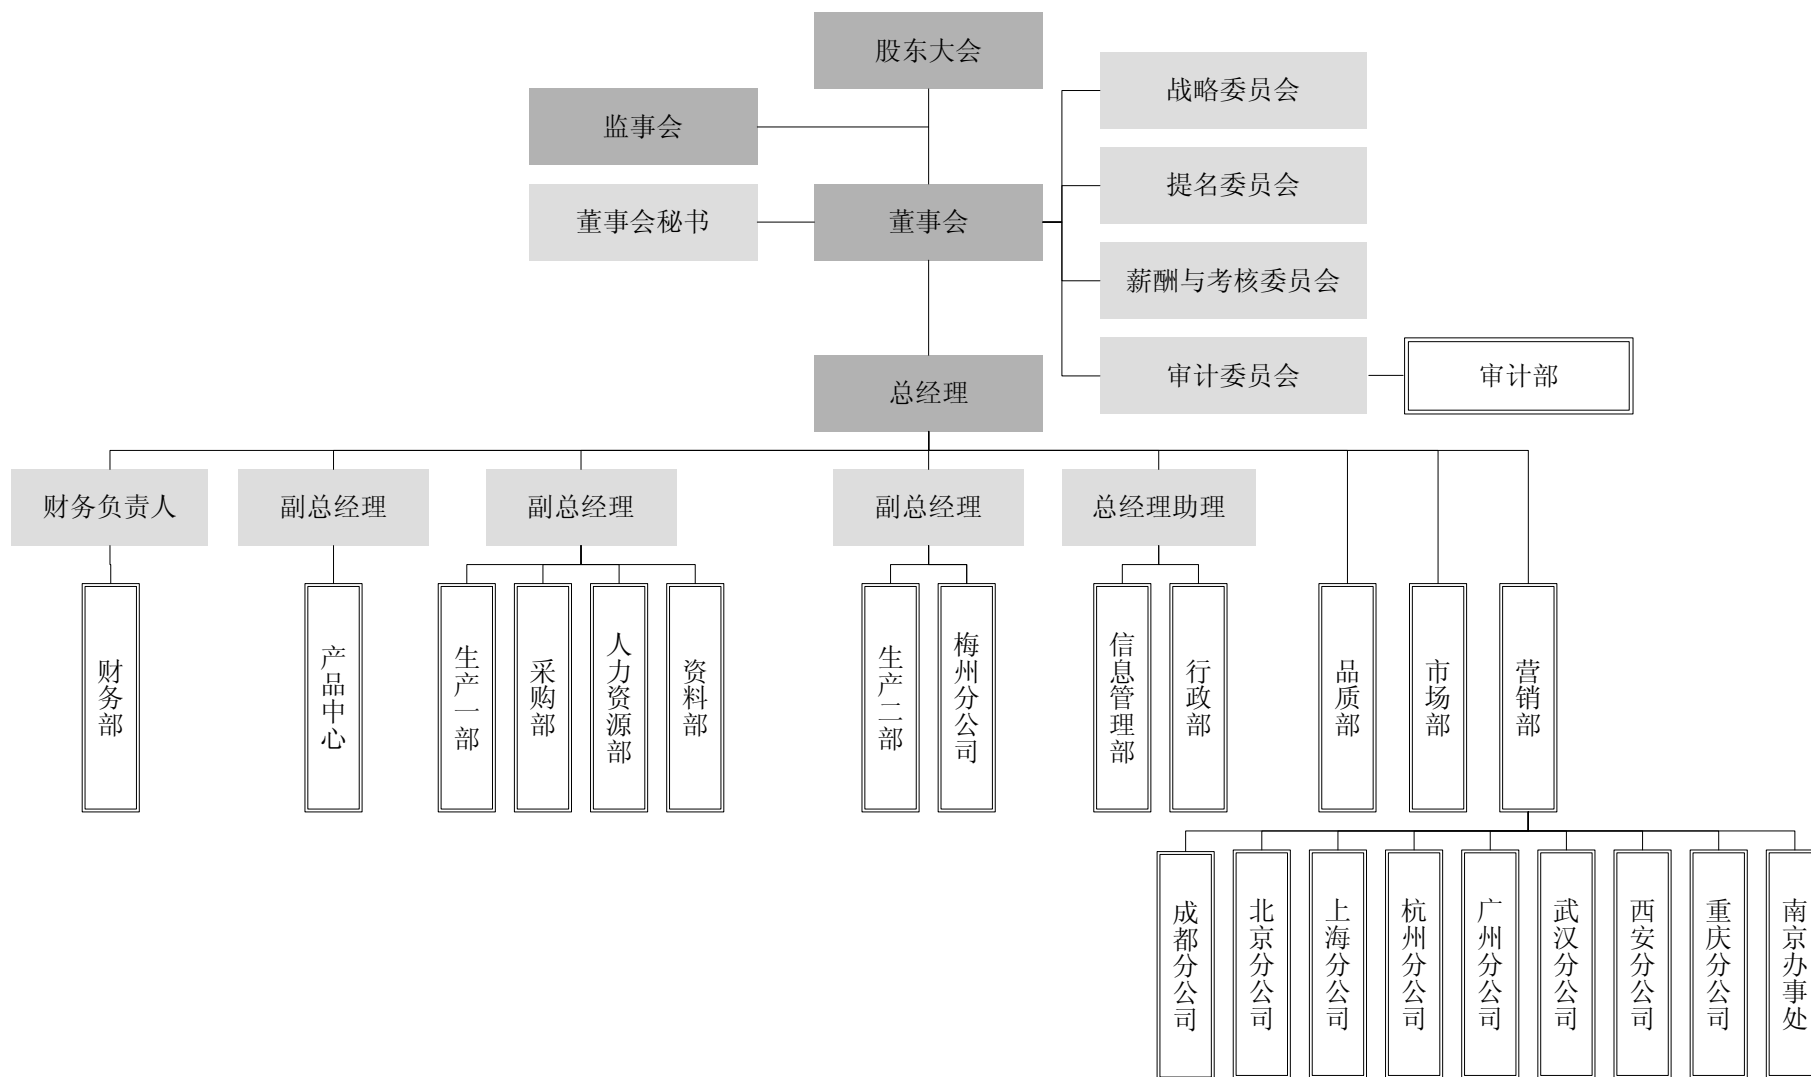 股东大会
战略委员会
监事会
提名委员会
董事会秘书
董事会
薪酬与考核委员会
审计委员会
审计部
总经理
财务负责人
副总经理
副总经理
副总经理
总经理助理
财务部
产品中心
生产一部
采购部
人力资源部
资料部
生产二部
梅州分公司
信息管理部
行政部
品质部
市场部
营销部
成都分公司
北京分公司
上海分公司
杭州分公司
广州分公司
武汉分公司
西安分公司
重庆分公司
南京办事处